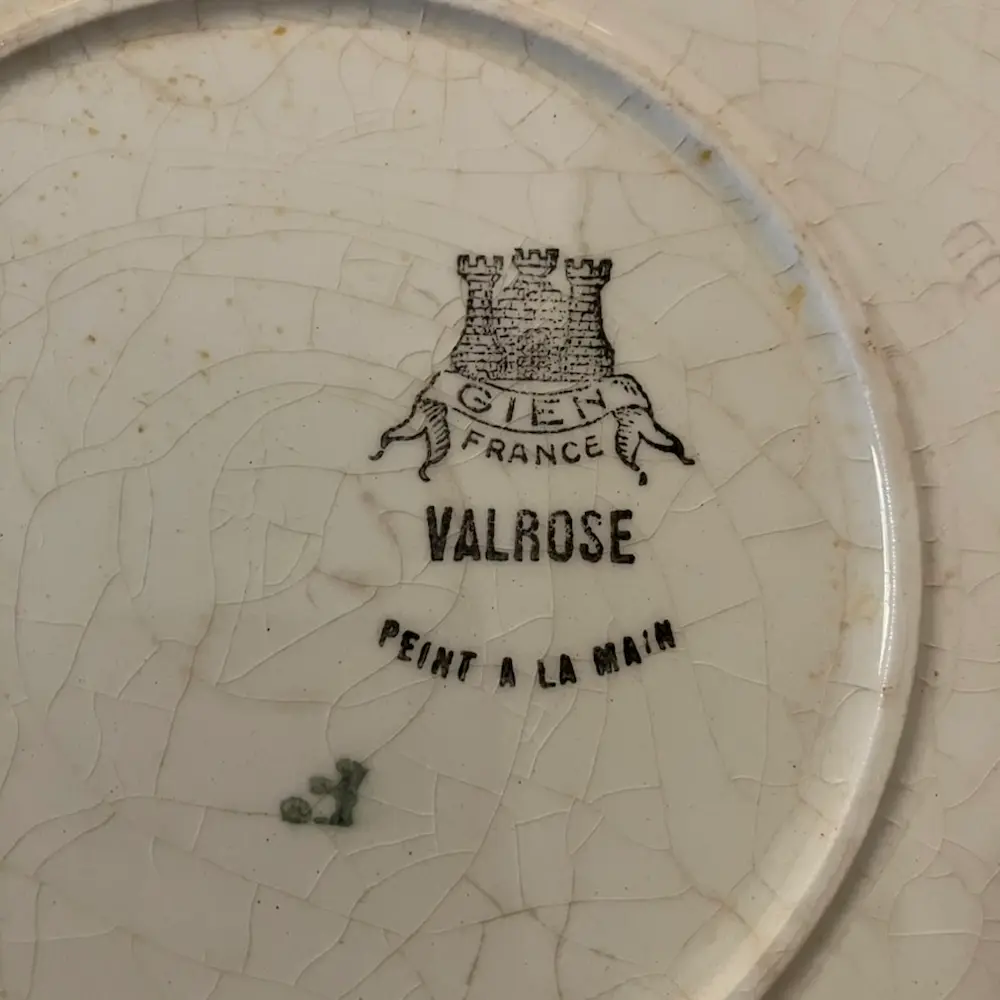 GIEN
FRANCE
VALROSE
PEINT A LA MAIN